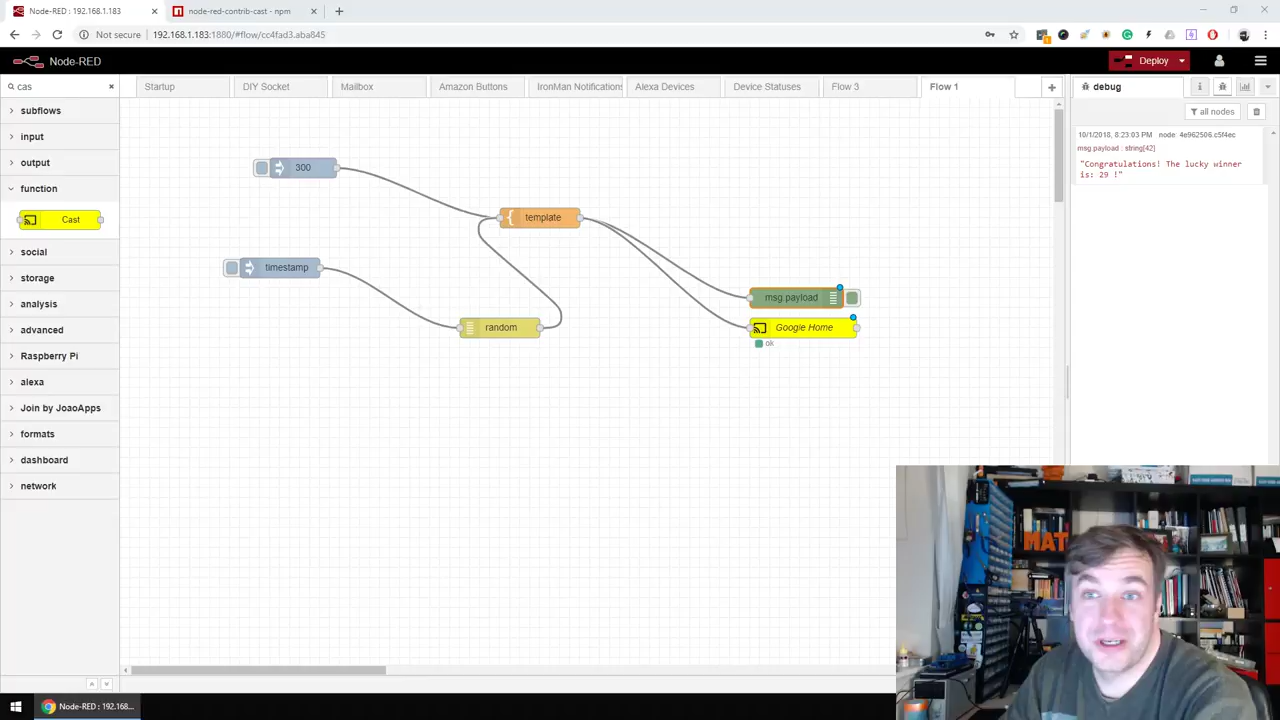 Node-RED : 192.168.1.183
node-red-contrib-cast - npm
Not secure
192.168.1.183:1880/#flow/cc4fad3.aba845
Node-RED
Deploy
cas
Startup
DIY Socket
Mailbox
Amazon Buttons
IronMan Notifications
Alexa Devices
Device Statuses
Flow 3
Flow 1
debug
subflows
input
output
function
Cast
social
storage
analysis
advanced
Raspberry Pi
alexa
Join by JoaoApps
formats
dashboard
network
300
template
timestamp
random
msg.payload
Google Home
ok
all nodes
10/1/2018, 8:23:03 PM node: 4e962506.c5f4ec
msg.payload : string[42]
"Congratulations! The lucky winner
is: 29 !"
MAT
Node-RED : 192.168...